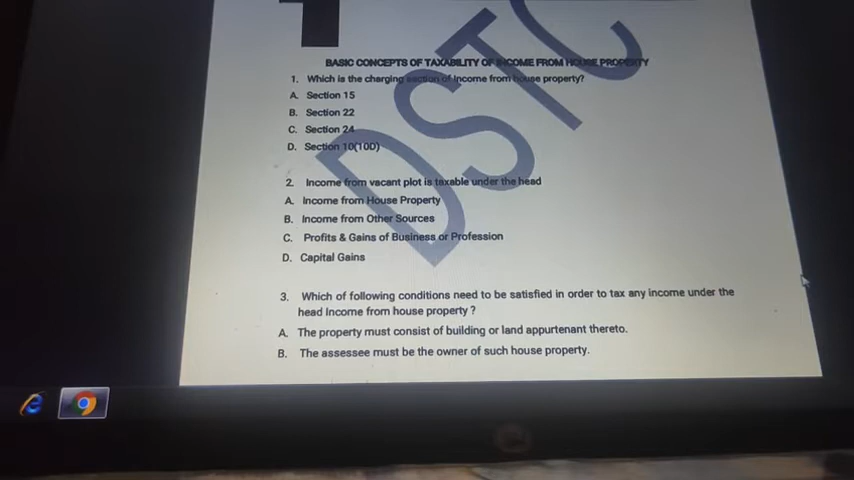 1
BASIC CONCEPTS OF TAXABILITY OF INCOME FROM HOUSE PROPERTY
1. Which is the charging section of Income from house property?
A. Section 15
B. Section 22
C. Section 24
D. Section 10(10D)
2. Income from vacant plot is taxable under the head
A. Income from House Property
B. Income from Other Sources
C. Profits & Gains of Business or Profession
D. Capital Gains
3. Which of following conditions need to be satisfied in order to tax any income under the
head Income from house property ?
A. The property must consist of building or land appurtenant thereto.
B. The assessee must be the owner of such house property.
DSTC